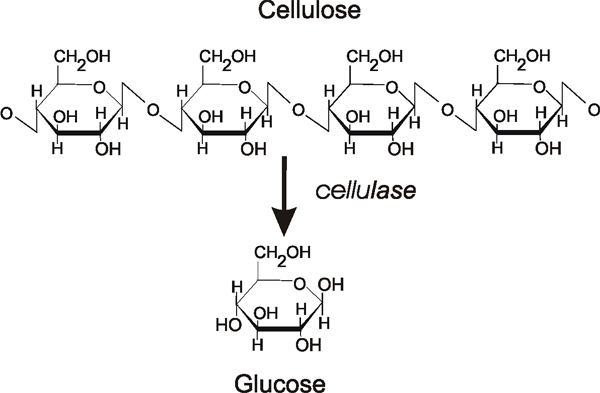 Cellulose
CH2OH CH2OH CH2OH CH2OH
H O H O H O H O
O OH H H O OH H H O OH H H O OH H H O
H OH H OH H OH H OH
cellulase
CH2OH
H O OH
HO OH H H
H OH
Glucose